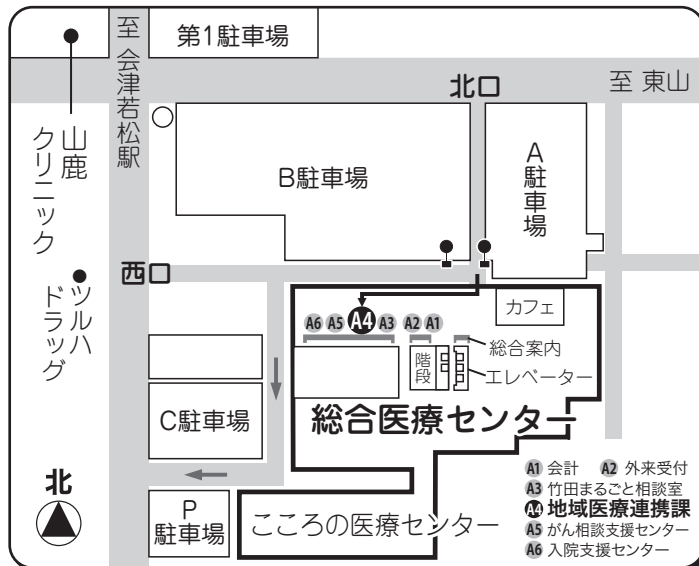 至 会津若松駅
第1駐車場
北口
至 東山
山鹿
クリニック
B駐車場
A
駐車場
西口
ツルハ
ドラッグ
A6 A5 A4 A3 A2 A1
カフェ
階段
総合案内
エレベーター
C駐車場
総合医療センター
北
P
駐車場
こころの医療センター
A1 会計 A2 外来受付
A3 竹田まるごと相談室
A4 地域医療連携課
A5 がん相談支援センター
A6 入院支援センター